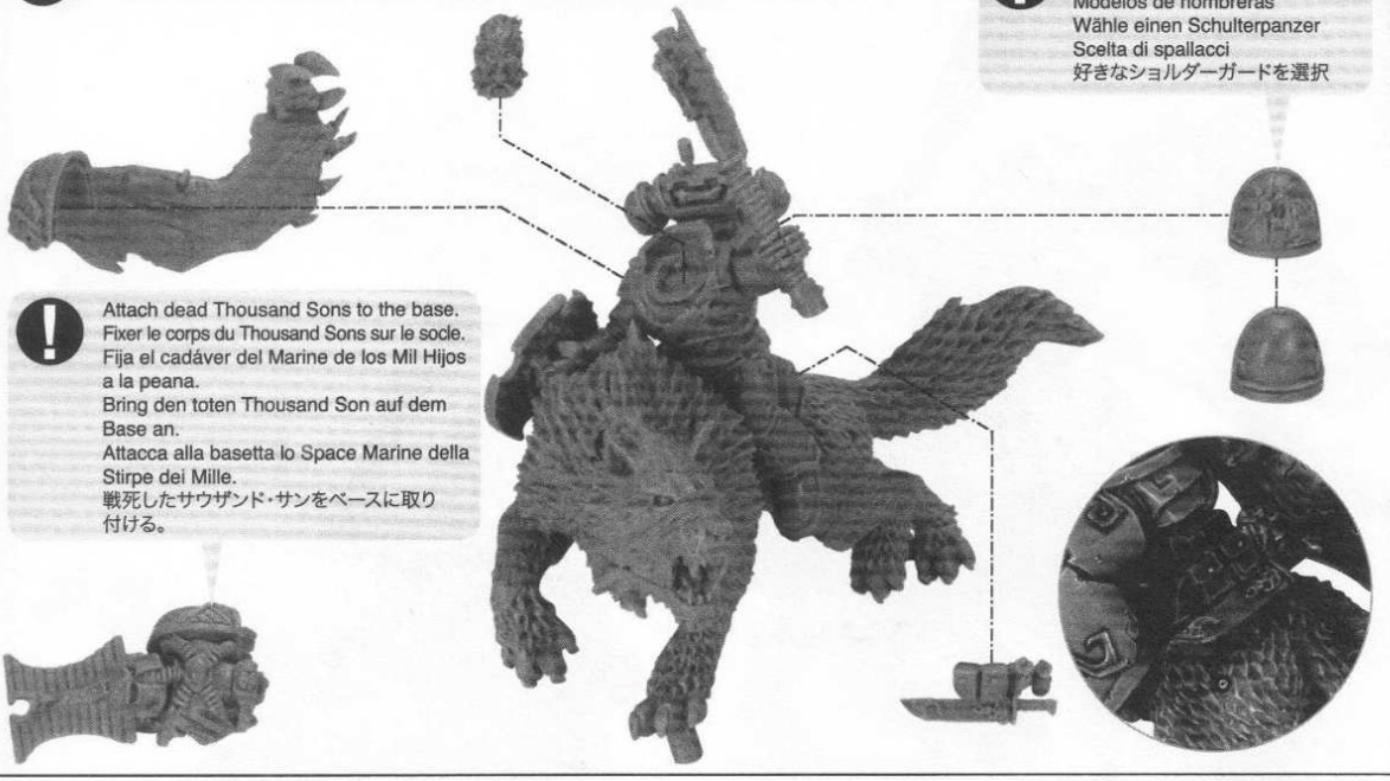 Modelos de hombreras
Wähle einen Schulterpanzer
Scelta di spallacci
好きなショルダーガードを選択
!
Attach dead Thousand Sons to the base.
Fixer le corps du Thousand Sons sur le socle.
Fija el cadáver del Marine de los Mil Hijos
a la peana.
Bring den toten Thousand Son auf dem
Base an.
Attacca alla basetta lo Space Marine della
Stirpe dei Mille.
戦死したサウザンド・サンをベースに取り
付ける。